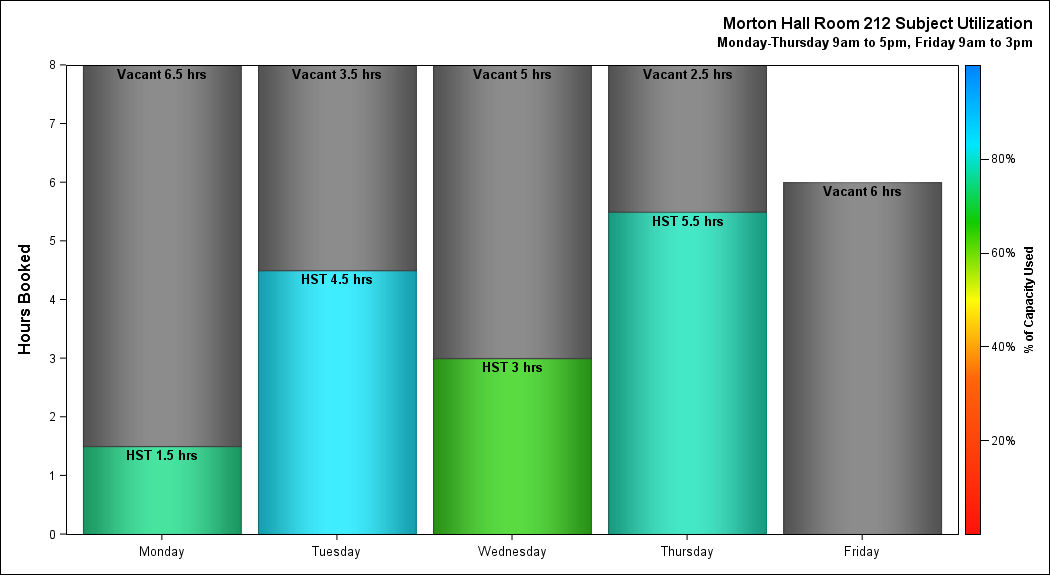 Morton Hall Room 212 Subject Utilization
Monday-Thursday 9am to 5pm, Friday 9am to 3pm
Hours Booked
8
7
6
5
4
3
2
1
0
Vacant 6.5 hrs
HST 1.5 hrs
Vacant 3.5 hrs
HST 4.5 hrs
Vacant 5 hrs
HST 3 hrs
Vacant 2.5 hrs
HST 5.5 hrs
Vacant 6 hrs
Monday
Tuesday
Wednesday
Thursday
Friday
80%
60%
40%
20%
% of Capacity Used